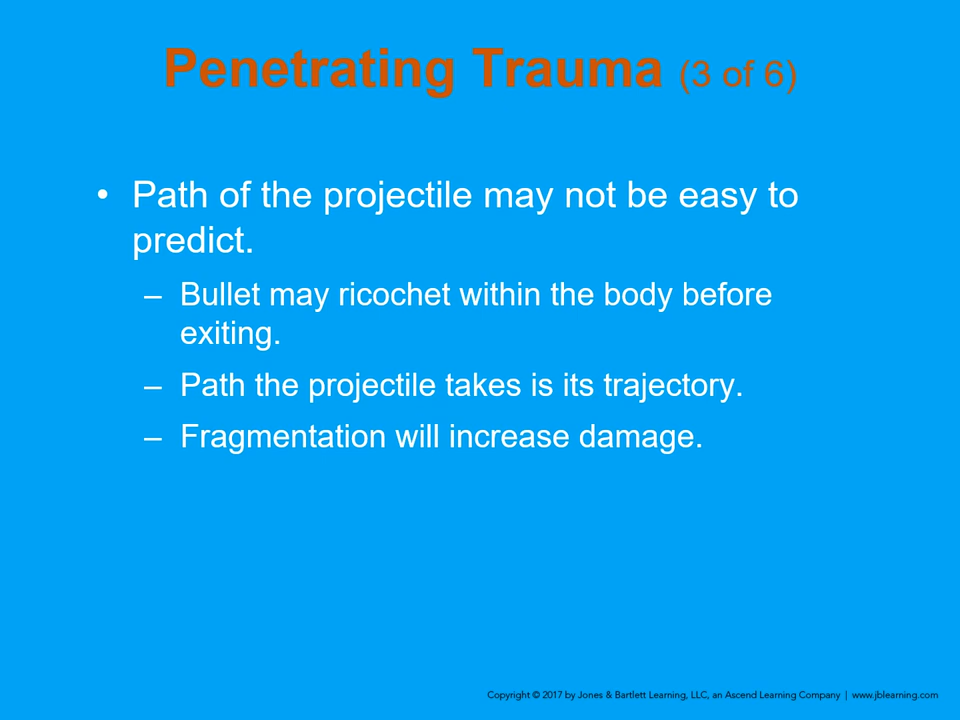 Penetrating Trauma (3 of 6)
• Path of the projectile may not be easy to
predict.
– Bullet may ricochet within the body before
exiting.
– Path the projectile takes is its trajectory.
– Fragmentation will increase damage.
Copyright © 2017 by Jones & Bartlett Learning, LLC, an Ascend Learning Company | www.jblearning.com